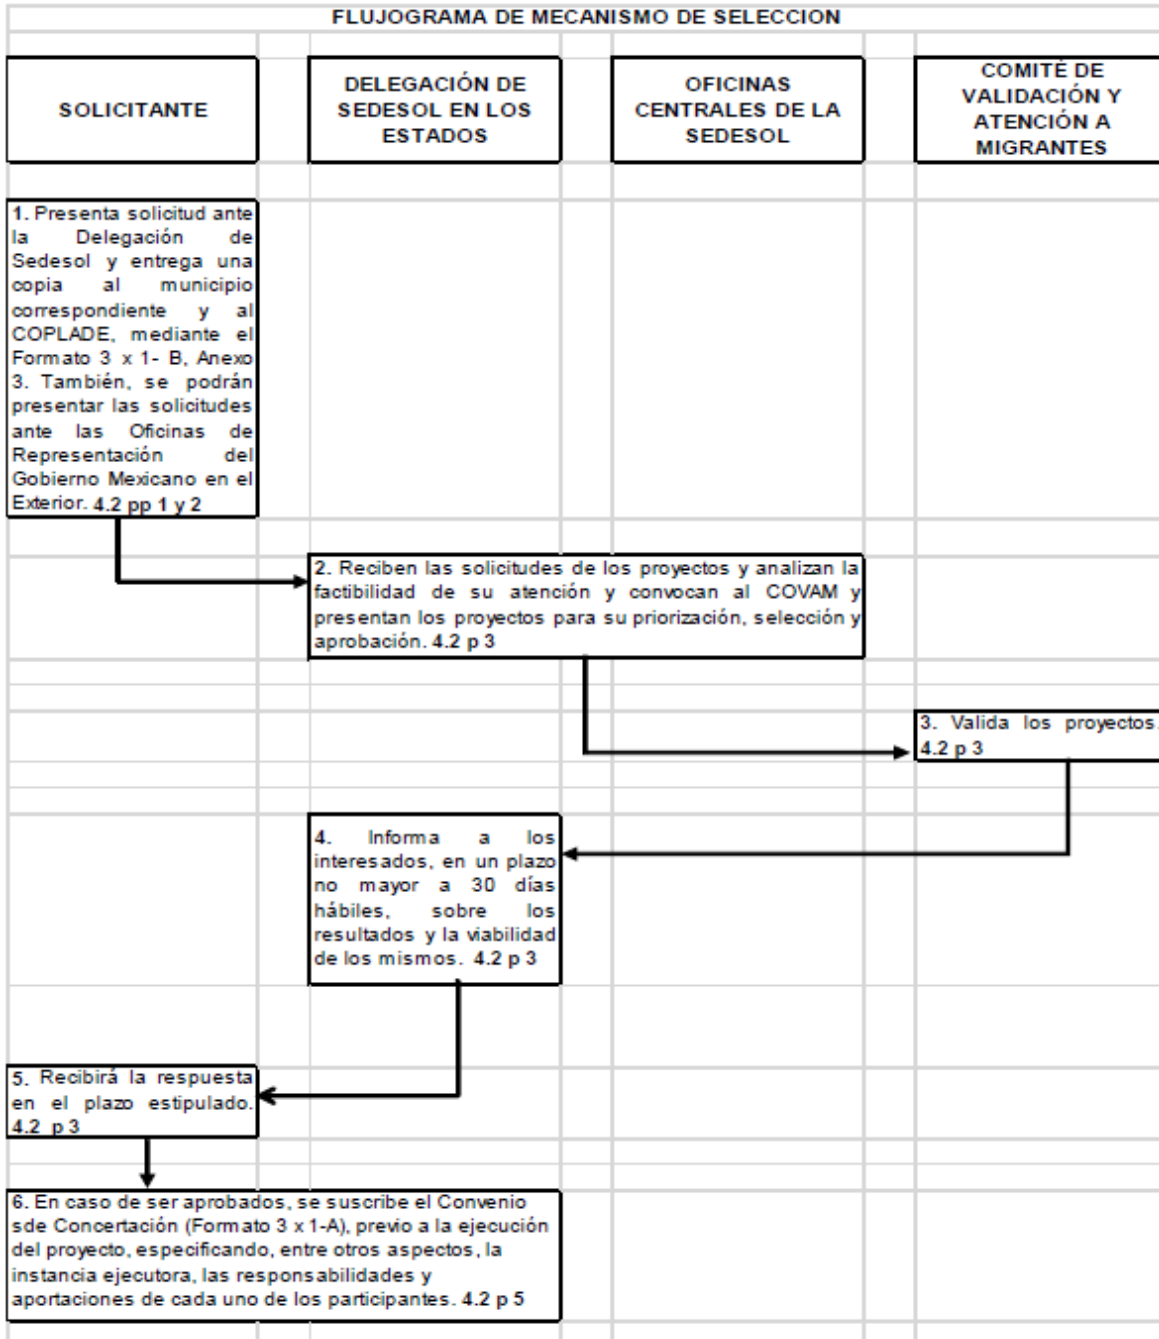 FLUJOGRAMA DE MECANISMO DE SELECCION
SOLICITANTE
DELEGACIÓN DE
SEDESOL EN LOS
ESTADOS
OFICINAS
CENTRALES DE LA
SEDESOL
COMITÉ DE
VALIDACIÓN Y
ATENCIÓN A
MIGRANTES
1. Presenta solicitud ante
la Delegación de
Sedesol y entrega una
copia al municipio
correspondiente y al
COPLADE, mediante el
Formato 3 x 1- B, Anexo
3. También, se podrán
presentar las solicitudes
ante las Oficinas de
Representación del
Gobierno Mexicano en el
Exterior. 4.2 pp 1 y 2
2. Reciben las solicitudes de los proyectos y analizan la
factibilidad de su atención y convocan al COVAM y
presentan los proyectos para su priorización, selección y
aprobación. 4.2 p 3
3. Valida los proyectos.
4.2 p 3
4. Informa a los
interesados, en un plazo
no mayor a 30 días
hábiles, sobre los
resultados y la viabilidad
de los mismos. 4.2 p 3
5. Recibirá la respuesta
en el plazo estipulado.
4.2 p 3
6. En caso de ser aprobados, se suscribe el Convenio
sde Concertación (Formato 3 x 1-A), previo a la ejecución
del proyecto, especificando, entre otros aspectos, la
instancia ejecutora, las responsabilidades y
aportaciones de cada uno de los participantes. 4.2 p 5